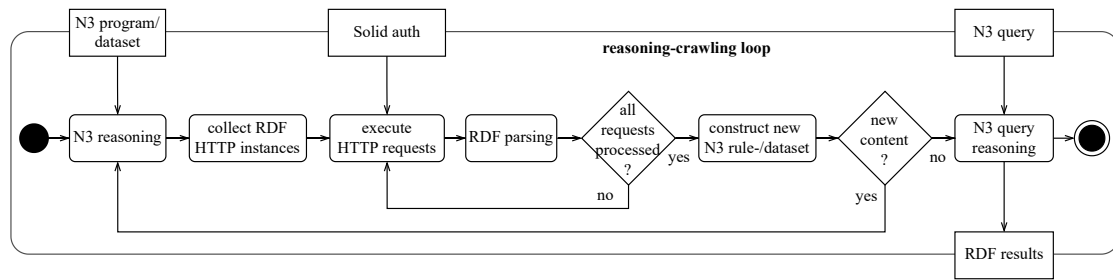 N3 program/
dataset
Solid auth
N3 query
reasoning-crawling loop
N3 reasoning
collect RDF
HTTP instances
execute
HTTP requests
RDF parsing
all
requests
processed
?
yes
no
construct new
N3 rule-/dataset
new
content
?
no
yes
N3 query
reasoning
RDF results